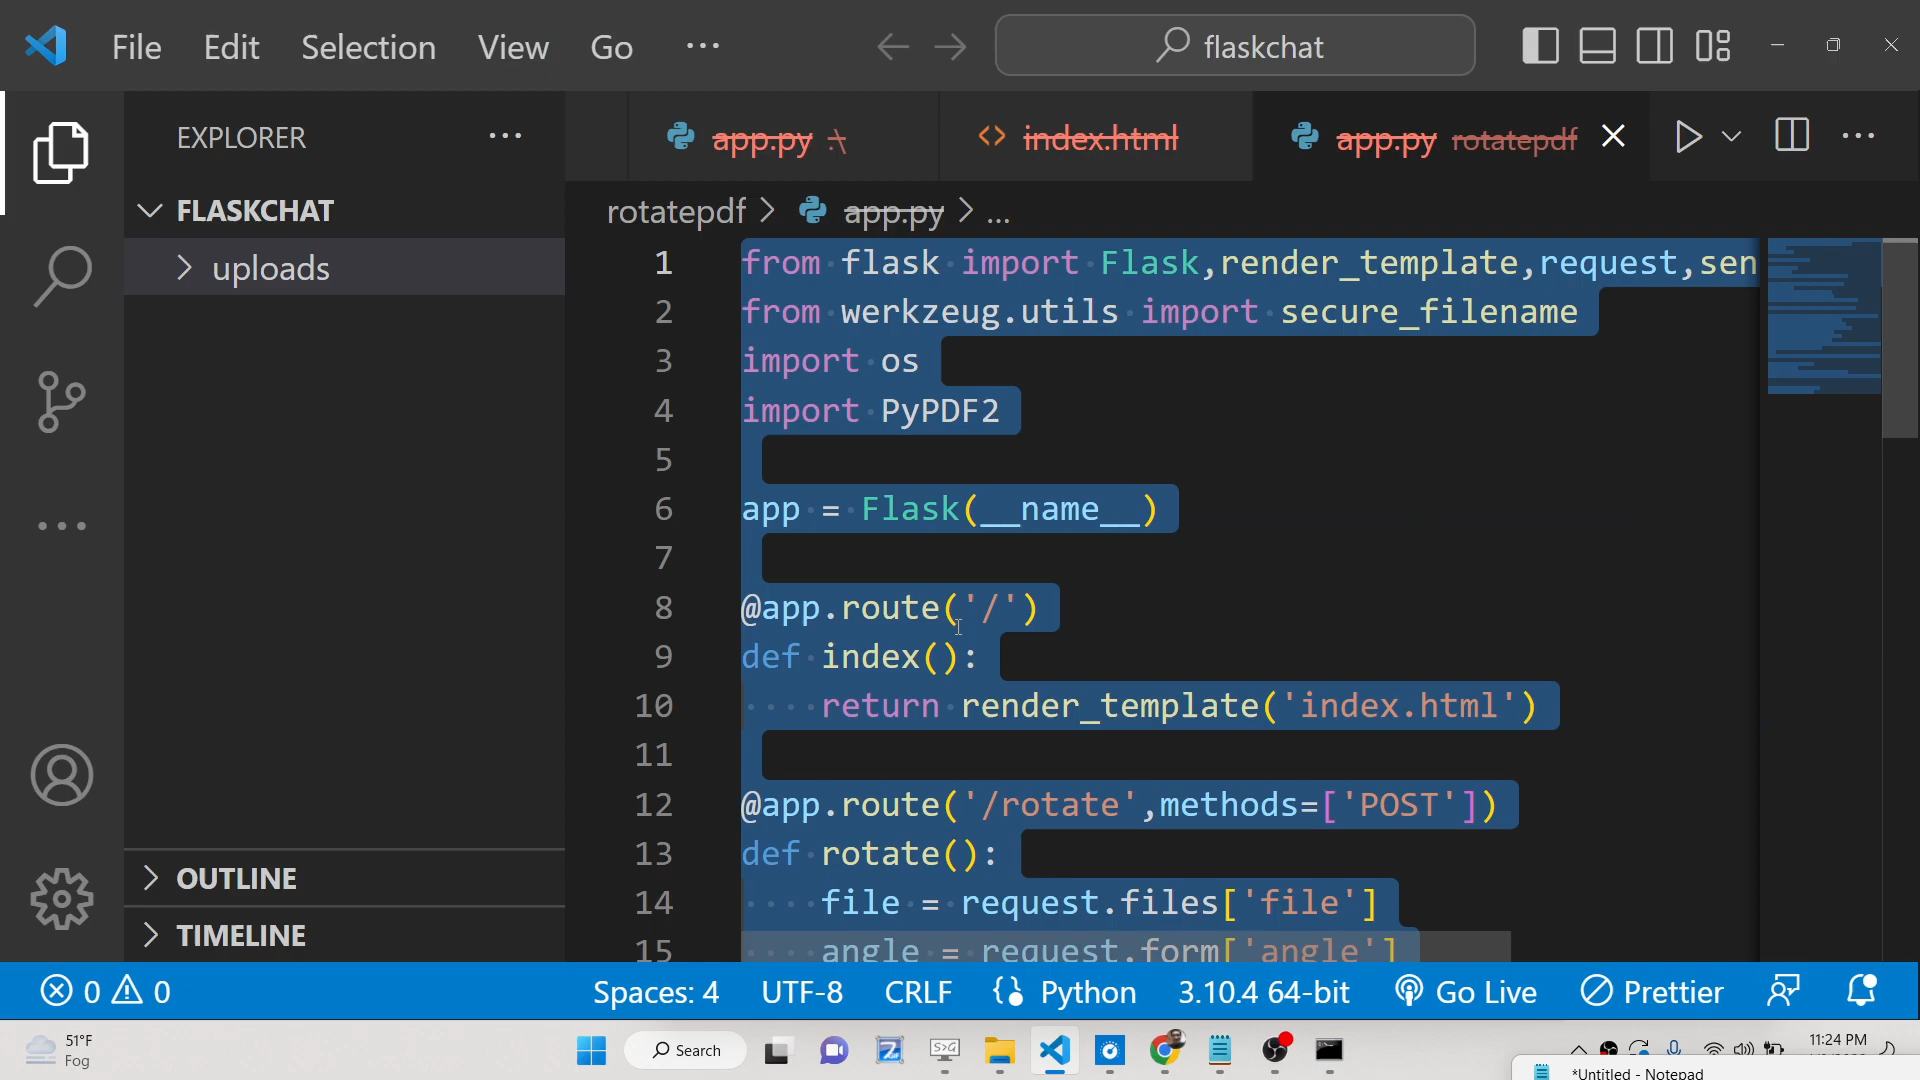 File Edit Selection View Go ...
flaskchat
EXPLORER ...
FLASKCHAT
uploads
OUTLINE
TIMELINE
app.py .\
index.html
app.py rotatepdf
rotatepdf > app.py > ...
1 from flask import Flask,render_template,request,sen
2 from werkzeug.utils import secure_filename
3 import os
4 import PyPDF2
5
6 app = Flask(__name__)
7
8 @app.route('/')
9 def index():
10 return render_template('index.html')
11
12 @app.route('/rotate',methods=['POST'])
13 def rotate():
14 file = request.files['file']
15 angle = request.form['angle']
0 0 Spaces: 4 UTF-8 CRLF Python 3.10.4 64-bit Go Live Prettier
51°F
Fog
Search
11:24 PM
*Untitled - Notepad